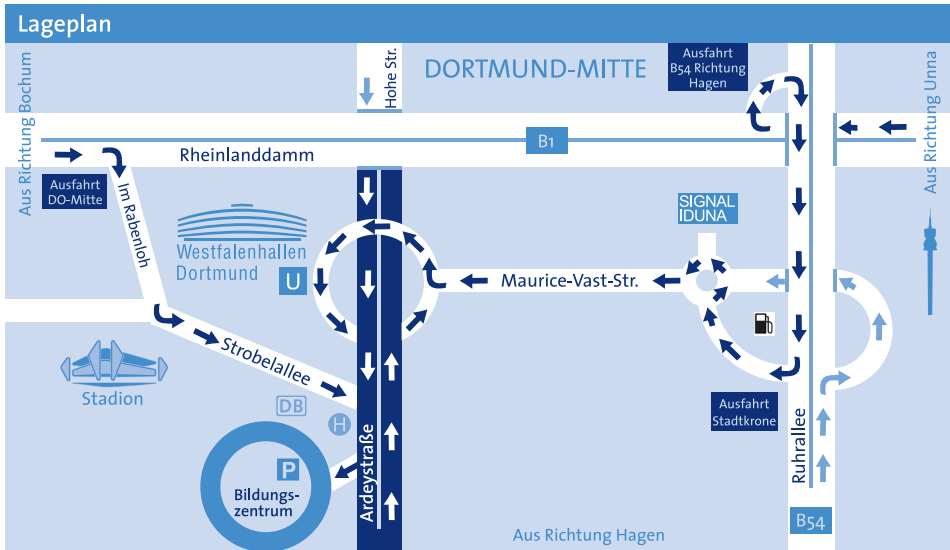 Lageplan
Aus Richtung Bochum
Hohe Str.
DORTMUND-MITTE
Ausfahrt
B54 Richtung
Hagen
Aus Richtung Unna
B1
Rheinlanddamm
Ausfahrt
DO-Mitte
Im Rabenloh
Westfalenhallen
Dortmund
U
SIGNAL
IDUNA
Maurice-Vast-Str.
Strobelallee
Stadion
DB
H
Ausfahrt
Stadtkrone
Ruhrallee
Ardeystraße
P
Bildungs-
zentrum
B54
Aus Richtung Hagen